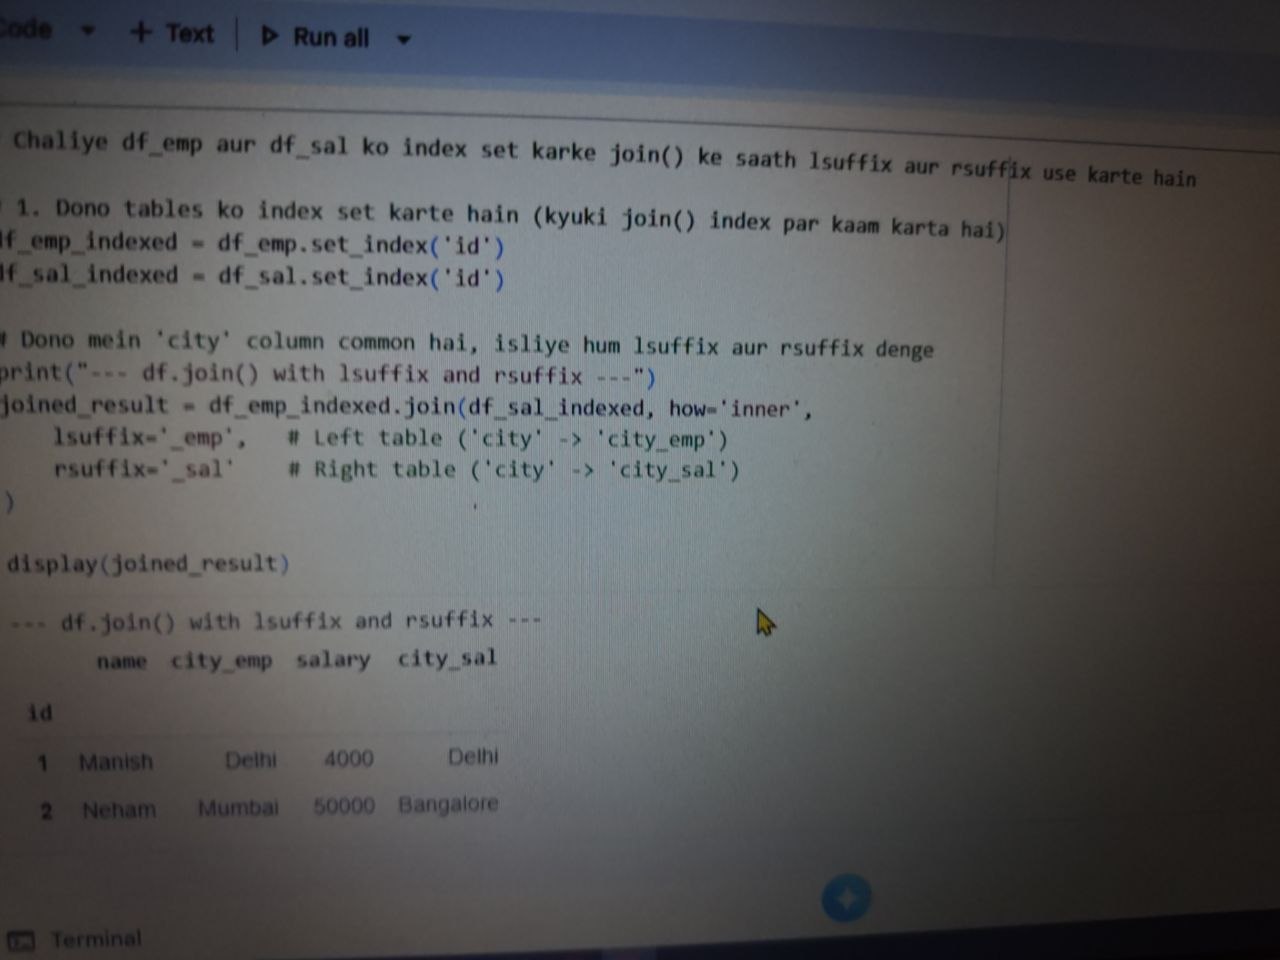 Code + Text Run all
Chaliye df_emp aur df_sal ko index set karke join() ke saath lsuffix aur rsuffix use karte hain
1. Dono tables ko index set karte hain (kyuki join() index par kaam karta hai)
df_emp_indexed = df_emp.set_index('id')
df_sal_indexed = df_sal.set_index('id')
# Dono mein 'city' column common hai, isliye hum lsuffix aur rsuffix denge
print("--- df.join() with lsuffix and rsuffix ---")
joined_result = df_emp_indexed.join(df_sal_indexed, how='inner',
lsuffix='_emp', # Left table ('city' -> 'city_emp')
rsuffix='_sal' # Right table ('city' -> 'city_sal')
)
display(joined_result)
--- df.join() with lsuffix and rsuffix ---
name city_emp salary city_sal
id
1 Manish Delhi 4000 Delhi
2 Neham Mumbai 50000 Bangalore
Terminal